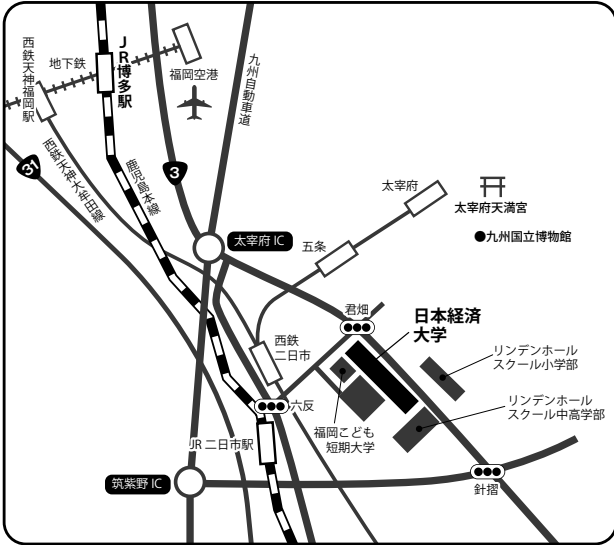 西鉄天神福岡駅
地下鉄
JR博多駅
福岡空港
九州自動車道
31
西鉄天神大牟田線
鹿児島本線
3
太宰府
太宰府天満宮
●九州国立博物館
太宰府 IC
五条
君畑
日本経済
大学
西鉄
二日市
リンデンホール
スクール小学部
リンデンホール
スクール中高学部
六反
福岡こども
短期大学
JR 二日市駅
筑紫野 IC
針摺